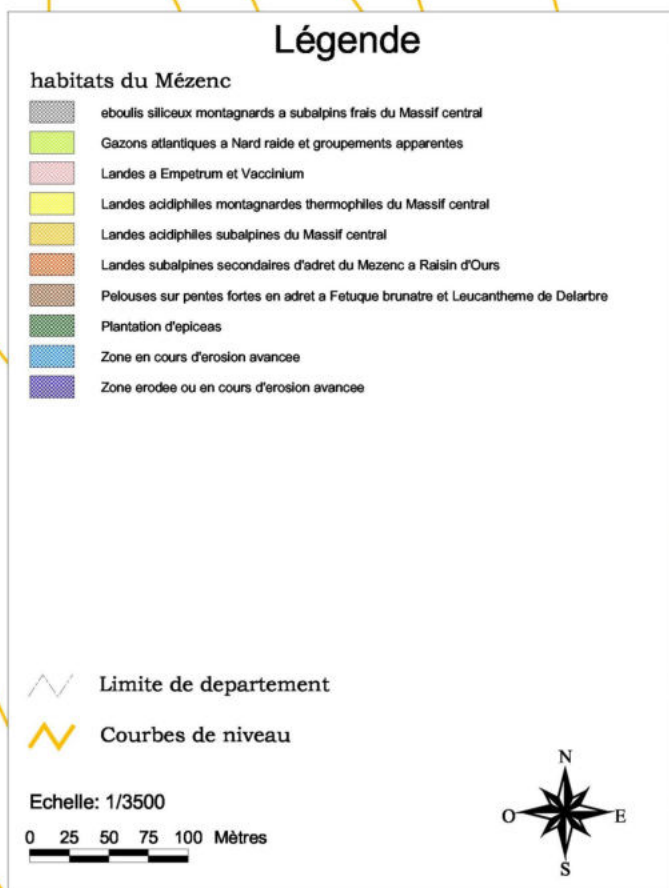 Légende
habitats du Mézenc
eboulis siliceux montagnards a subalpins frais du Massif central
Gazons atlantiques a Nard raide et groupements apparentes
Landes a Empetrum et Vaccinium
Landes acidiphiles montagnardes thermophiles du Massif central
Landes acidiphiles subalpines du Massif central
Landes subalpines secondaires d'adret du Mezenc a Raisin d'Ours
Pelouses sur pentes fortes en adret a Fetuque brunatre et Leucantheme de Delarbre
Plantation d'epiceas
Zone en cours d'erosion avancee
Zone erodee ou en cours d'erosion avancee
Limite de departement
Courbes de niveau
Echelle: 1/3500
0 25 50 75 100 Mètres
N
O E
S